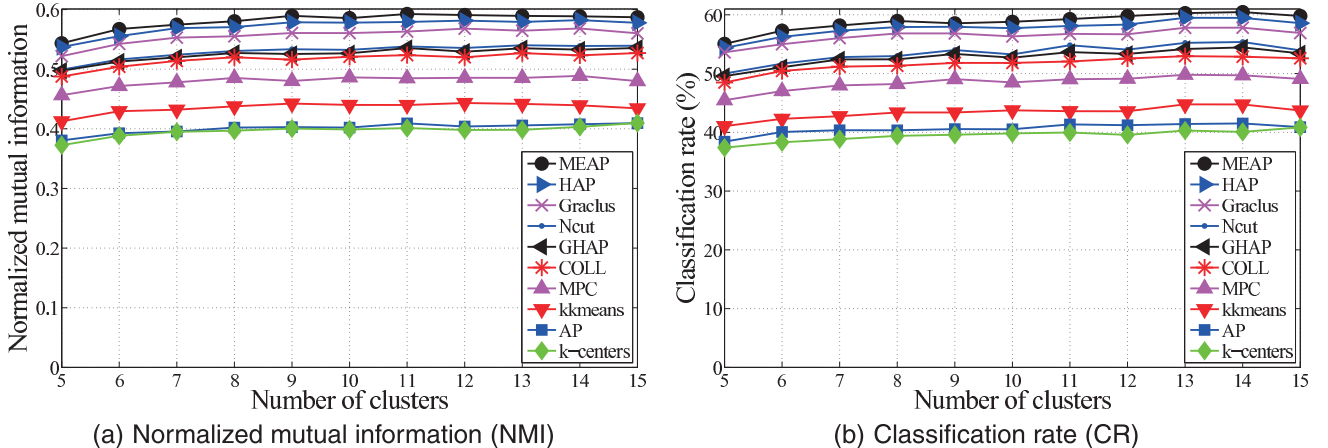 Normalized mutual information
0.6
0.5
0.4
0.3
0.2
0.1
0
5 6 7 8 9 10 11 12 13 14 15
Number of clusters
MEAP
HAP
Graclus
Ncut
GHAP
COLL
MPC
kkmeans
AP
k−centers
(a) Normalized mutual information (NMI)
Classification rate (%)
60
50
40
30
20
10
0
5 6 7 8 9 10 11 12 13 14 15
Number of clusters
MEAP
HAP
Graclus
Ncut
GHAP
COLL
MPC
kkmeans
AP
k−centers
(b) Classification rate (CR)